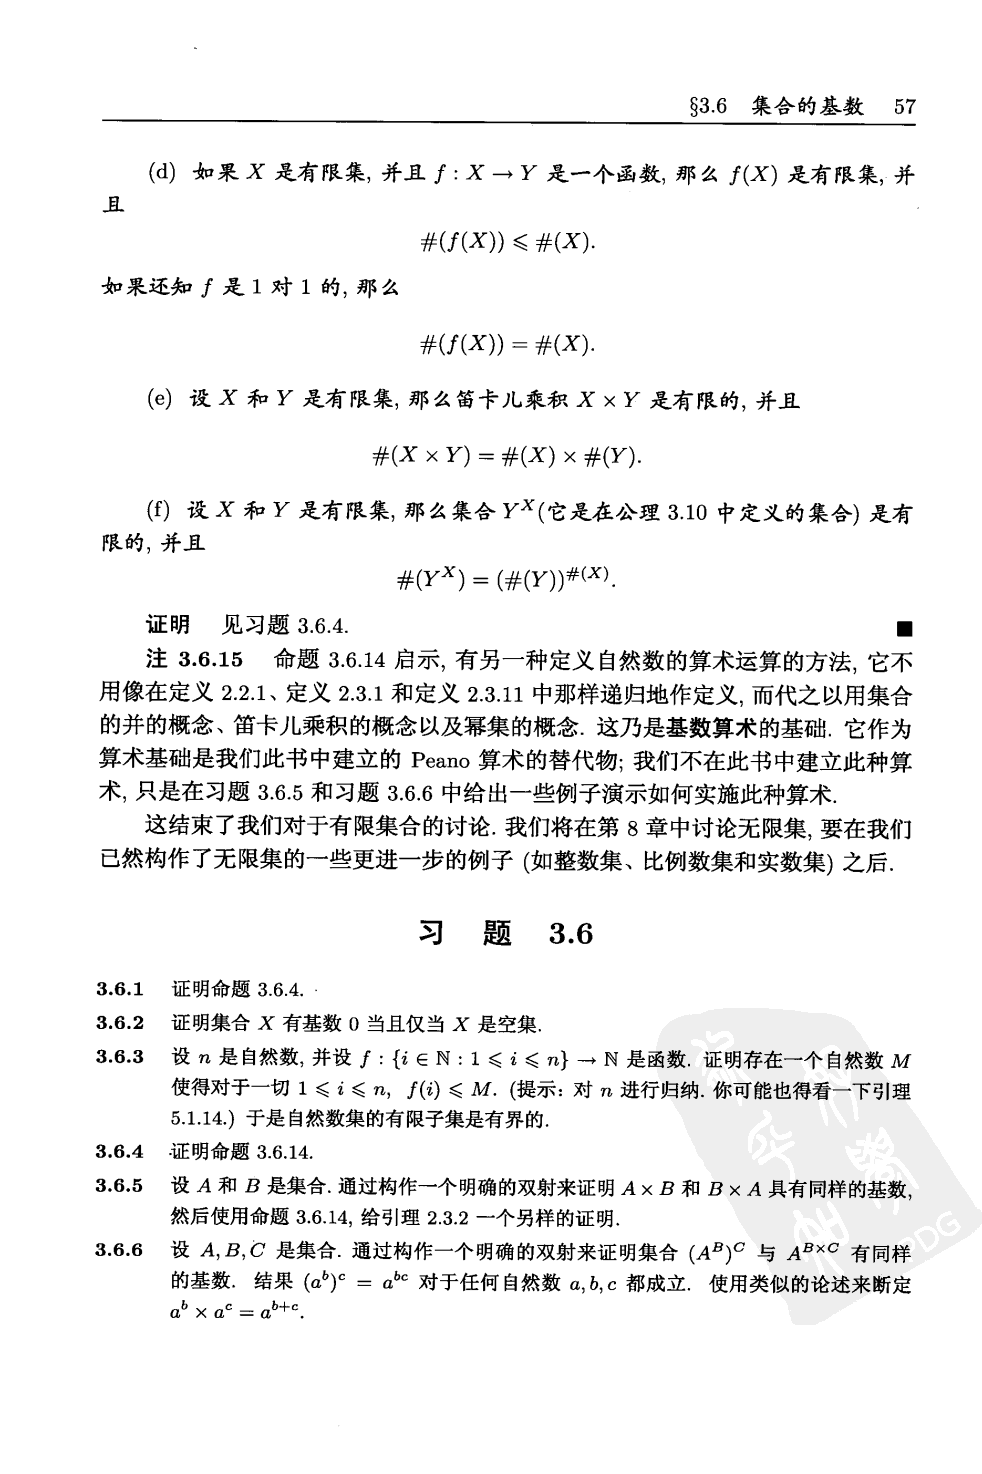 §3.6 集合的基数 57
(d) 如果 X 是有限集, 并且 f : X → Y 是一个函数, 那么 f(X) 是有限集, 并
且
#(f(X)) ⩽ #(X).
如果还知 f 是 1 对 1 的, 那么
#(f(X)) = #(X).
(e) 设 X 和 Y 是有限集, 那么笛卡儿乘积 X × Y 是有限的, 并且
#(X × Y) = #(X) × #(Y).
(f) 设 X 和 Y 是有限集, 那么集合 Y^X(它是在公理 3.10 中定义的集合) 是有
限的, 并且
#(Y^X) = (#(Y))^#(X).
证明 见习题 3.6.4. ■
注 3.6.15 命题 3.6.14 启示, 有另一种定义自然数的算术运算的方法, 它不
用像在定义 2.2.1、定义 2.3.1 和定义 2.3.11 中那样递归地作定义, 而代之以用集合
的并的概念、笛卡儿乘积的概念以及幂集的概念. 这乃是基数算术的基础. 它作为
算术基础是我们此书中建立的 Peano 算术的替代物; 我们不在此书中建立此种算
术, 只是在习题 3.6.5 和习题 3.6.6 中给出一些例子演示如何实施此种算术.
这结束了我们对于有限集合的讨论. 我们将在第 8 章中讨论无限集, 要在我们
已然构作了无限集的一些更进一步的例子 (如整数集、比例数集和实数集) 之后.
习 题 3.6
3.6.1 证明命题 3.6.4.
3.6.2 证明集合 X 有基数 0 当且仅当 X 是空集.
3.6.3 设 n 是自然数, 并设 f : {i ∈ ℕ : 1 ⩽ i ⩽ n} → ℕ 是函数. 证明存在一个自然数 M
使得对于一切 1 ⩽ i ⩽ n, f(i) ⩽ M. (提示: 对 n 进行归纳. 你可能也得看一下引理
5.1.14.) 于是自然数集的有限子集是有界的.
3.6.4 证明命题 3.6.14.
3.6.5 设 A 和 B 是集合. 通过构作一个明确的双射来证明 A × B 和 B × A 具有同样的基数,
然后使用命题 3.6.14, 给引理 2.3.2 一个另样的证明.
3.6.6 设 A, B, C 是集合. 通过构作一个明确的双射来证明集合 (A^B)^C 与 A^{B×C} 有同样
的基数. 结果 (a^b)^c = a^{bc} 对于任何自然数 a, b, c 都成立. 使用类似的论述来断定
a^b × a^c = a^{b+c}.
PDG